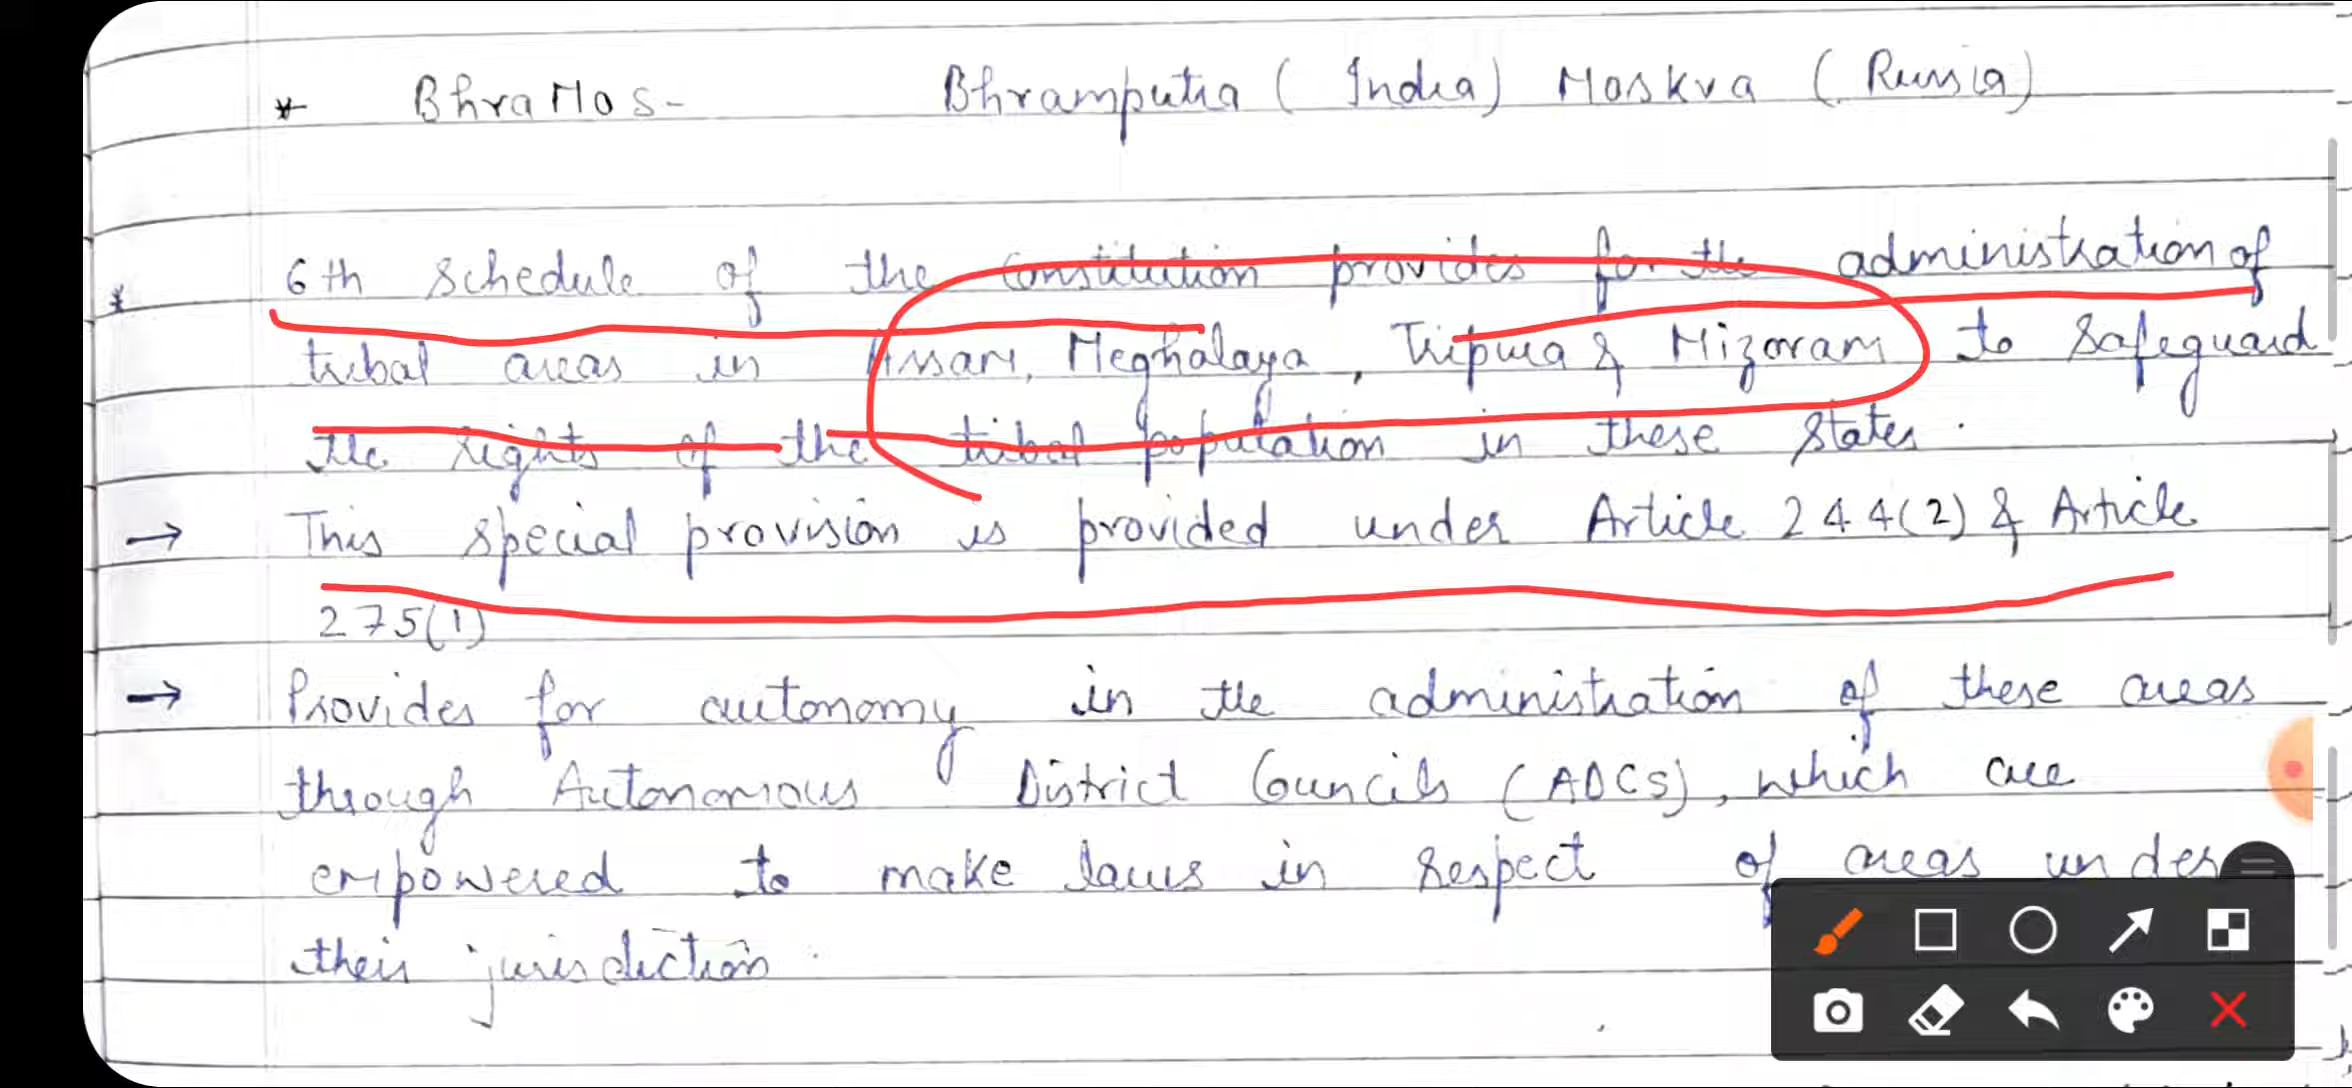 * BhraMos- Bhramputra (India) Moskva (Russia)
* 6th schedule of the Constitution provides for the administration of
tribal areas in Assam, Meghalaya, Tripura & Mizoram to safeguard
the rights of the tribal population in these states.
→ This special provision is provided under Article 244(2) & Article
275(1)
→ Provides for autonomy in the administration of these areas
through Autonomous District Councils (ADCs), which are
empowered to make laws in respect of areas under
their jurisdiction.